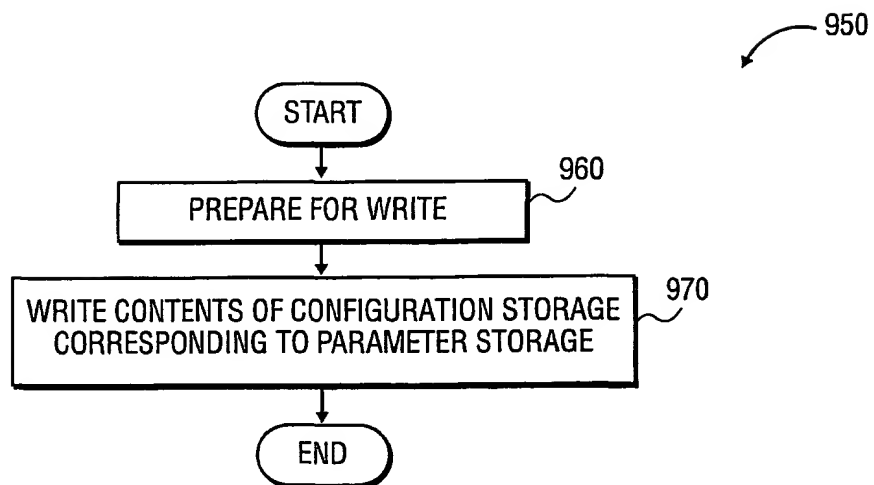 950
START
960
PREPARE FOR WRITE
970
WRITE CONTENTS OF CONFIGURATION STORAGE
CORRESPONDING TO PARAMETER STORAGE
END